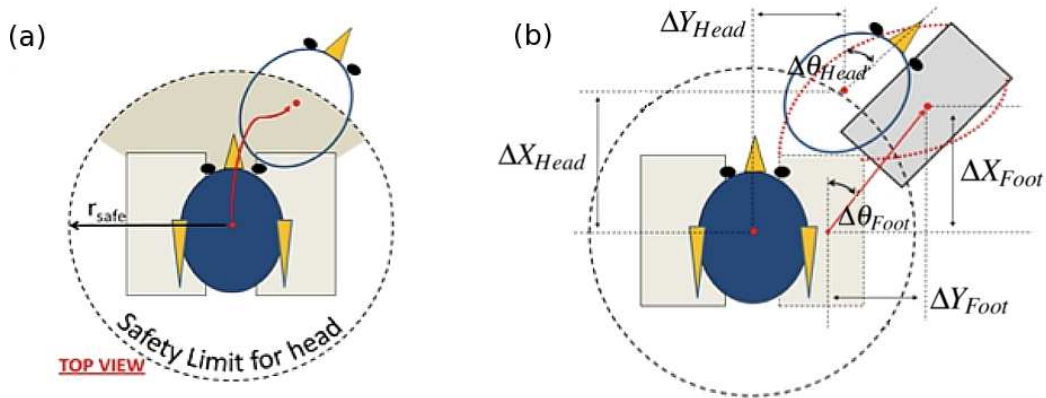 (a)
r_safe
Safety Limit for head
TOP VIEW
(b)
ΔY_Head
Δθ_Head
ΔX_Head
ΔX_Foot
Δθ_Foot
ΔY_Foot